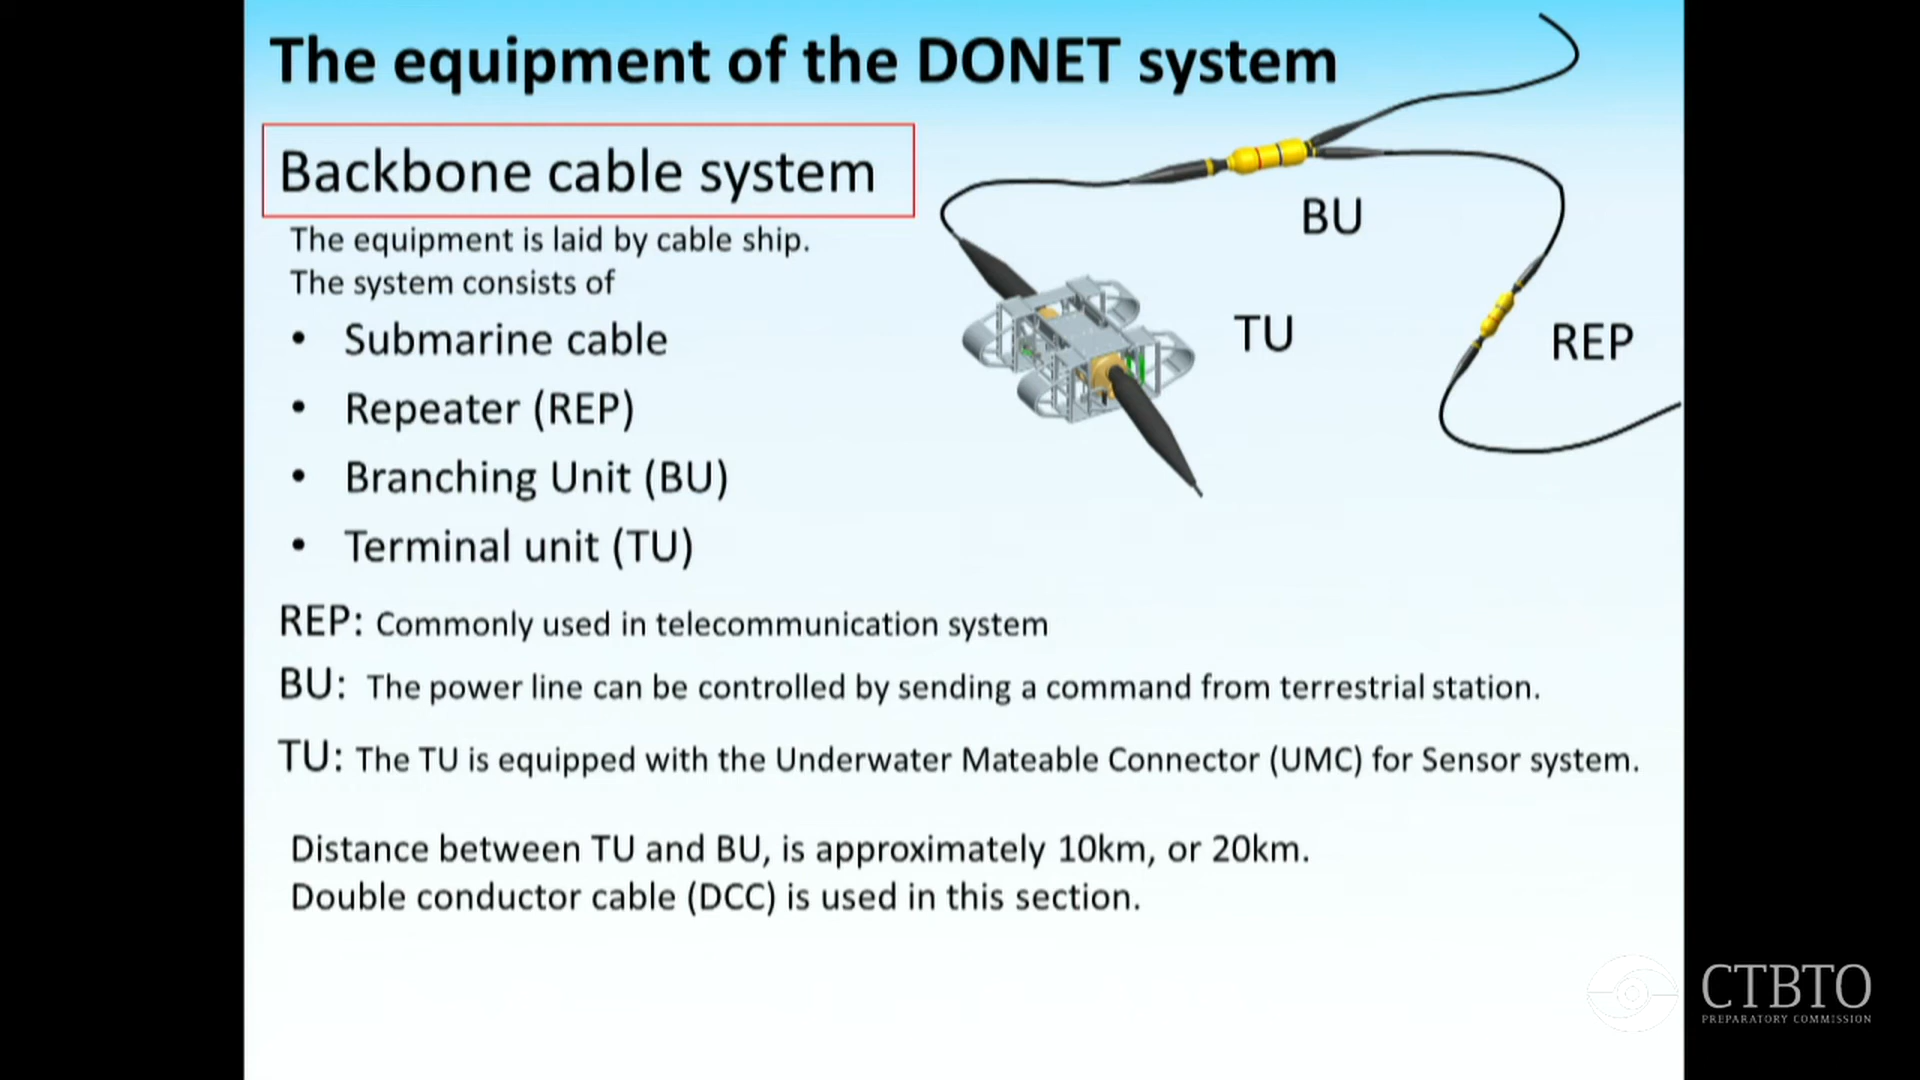 The equipment of the DONET system
Backbone cable system
The equipment is laid by cable ship.
The system consists of
• Submarine cable
• Repeater (REP)
• Branching Unit (BU)
• Terminal unit (TU)
BU
TU
REP
REP: Commonly used in telecommunication system
BU: The power line can be controlled by sending a command from terrestrial station.
TU: The TU is equipped with the Underwater Mateable Connector (UMC) for Sensor system.
Distance between TU and BU, is approximately 10km, or 20km.
Double conductor cable (DCC) is used in this section.
CTBTO
PREPARATORY COMMISSION